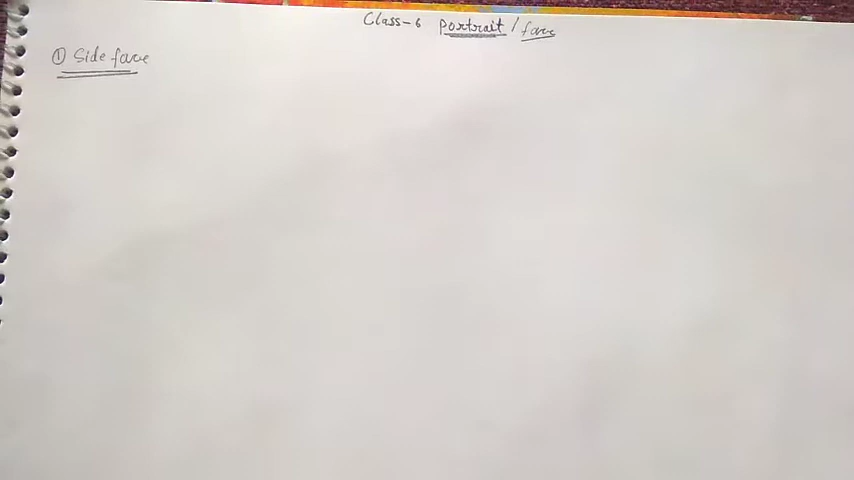 Class-6 Portrait / face
① Side face